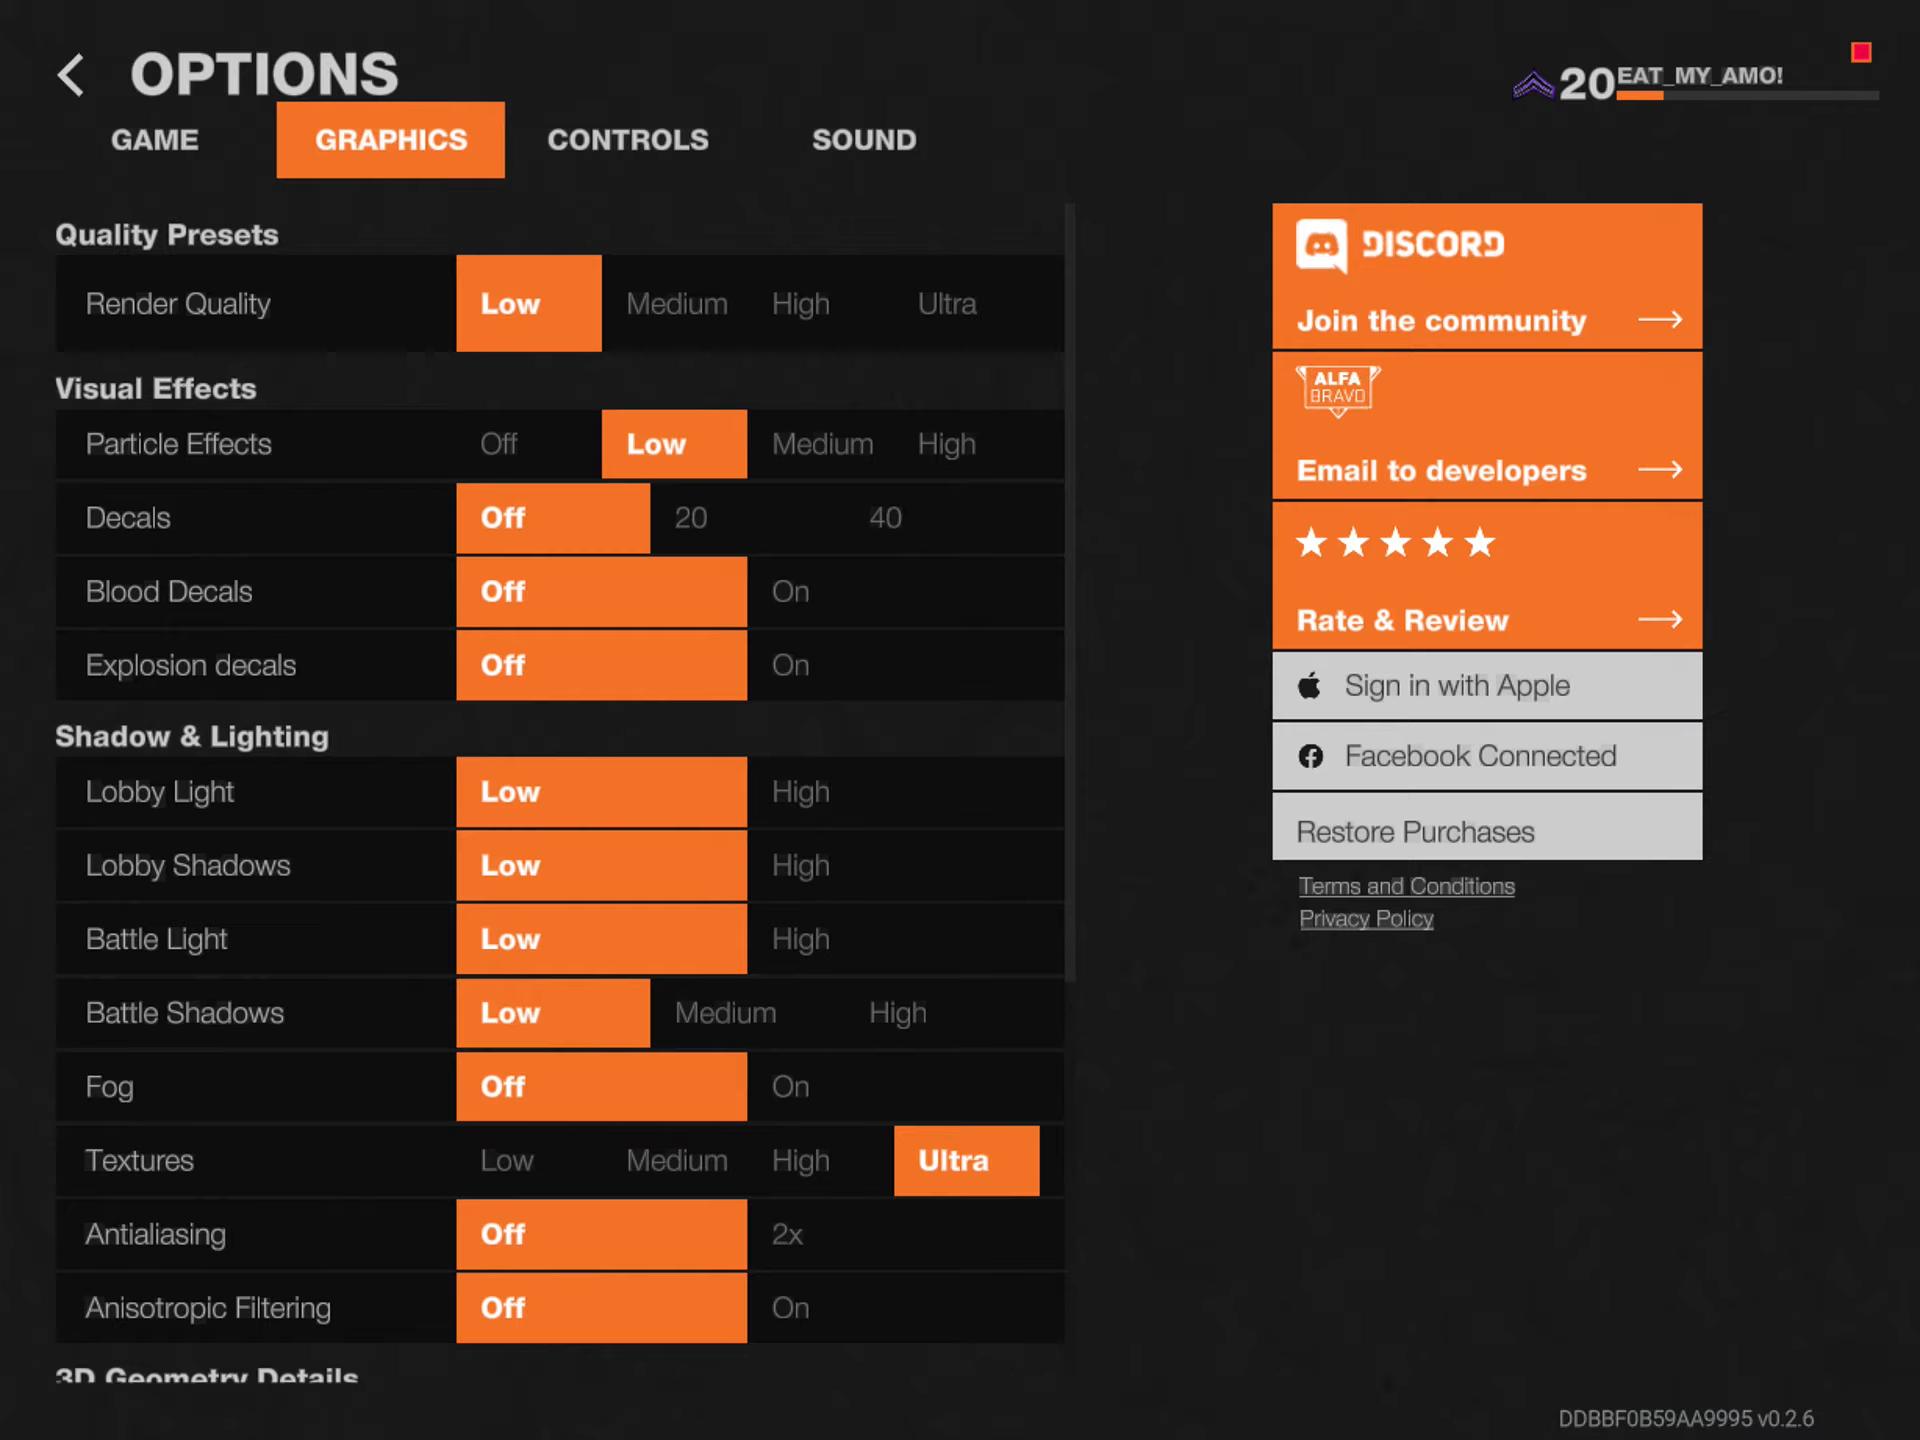 OPTIONS
20 EAT_MY_AMO!
GAME GRAPHICS CONTROLS SOUND
Quality Presets
Render Quality Low Medium High Ultra
Visual Effects
Particle Effects Off Low Medium High
Decals Off 20 40
Blood Decals Off On
Explosion decals Off On
Shadow & Lighting
Lobby Light Low High
Lobby Shadows Low High
Battle Light Low High
Battle Shadows Low Medium High
Fog Off On
Textures Low Medium High Ultra
Antialiasing Off 2x
Anisotropic Filtering Off On
3D Geometry Details
DISCORD
Join the community
ALFA
BRAVO
Email to developers
Rate & Review
Sign in with Apple
Facebook Connected
Restore Purchases
Terms and Conditions
Privacy Policy
DDBBF0B59AA9995 v0.2.6